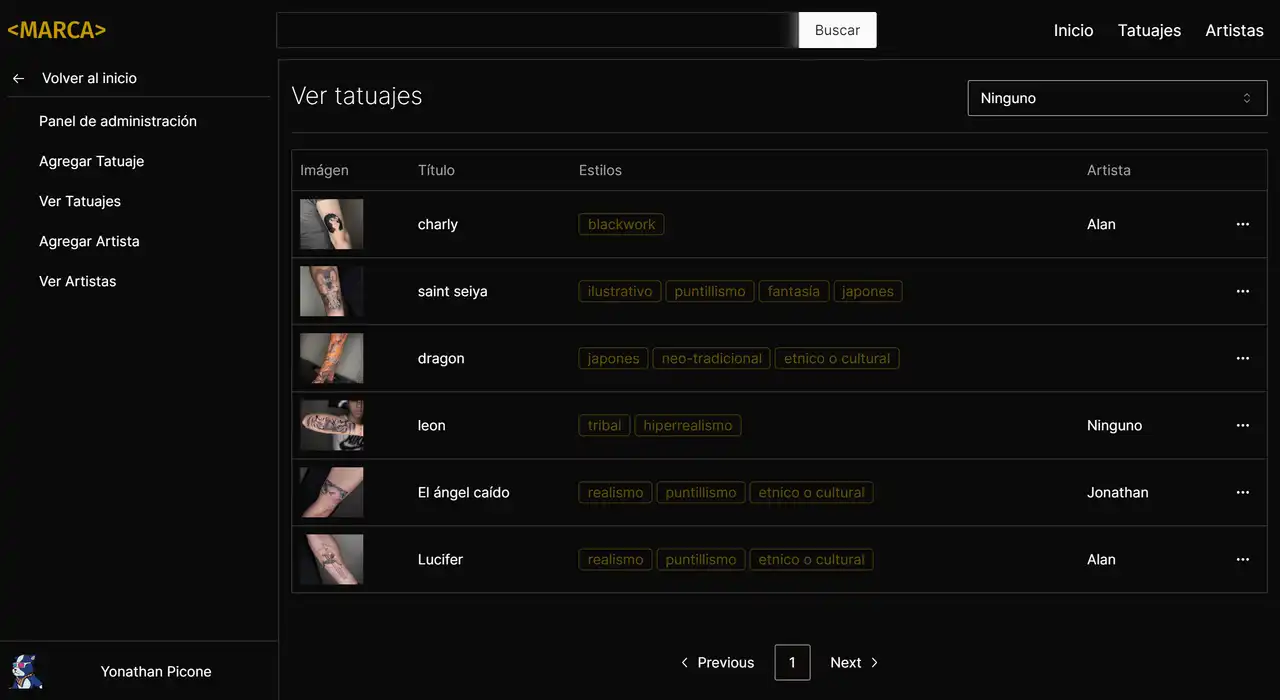 <MARCA>
Buscar
Inicio Tatuajes Artistas
Volver al inicio
Panel de administración
Agregar Tatuaje
Ver Tatuajes
Agregar Artista
Ver Artistas
Yonathan Picone
Ver tatuajes
Ninguno
Imágen Título Estilos Artista
charly blackwork Alan
saint seiya ilustrativo puntillismo fantasía japones
dragon japones neo-tradicional etnico o cultural
leon tribal hiperrealismo Ninguno
El ángel caído realismo puntillismo etnico o cultural Jonathan
Lucifer realismo puntillismo etnico o cultural Alan
Previous 1 Next